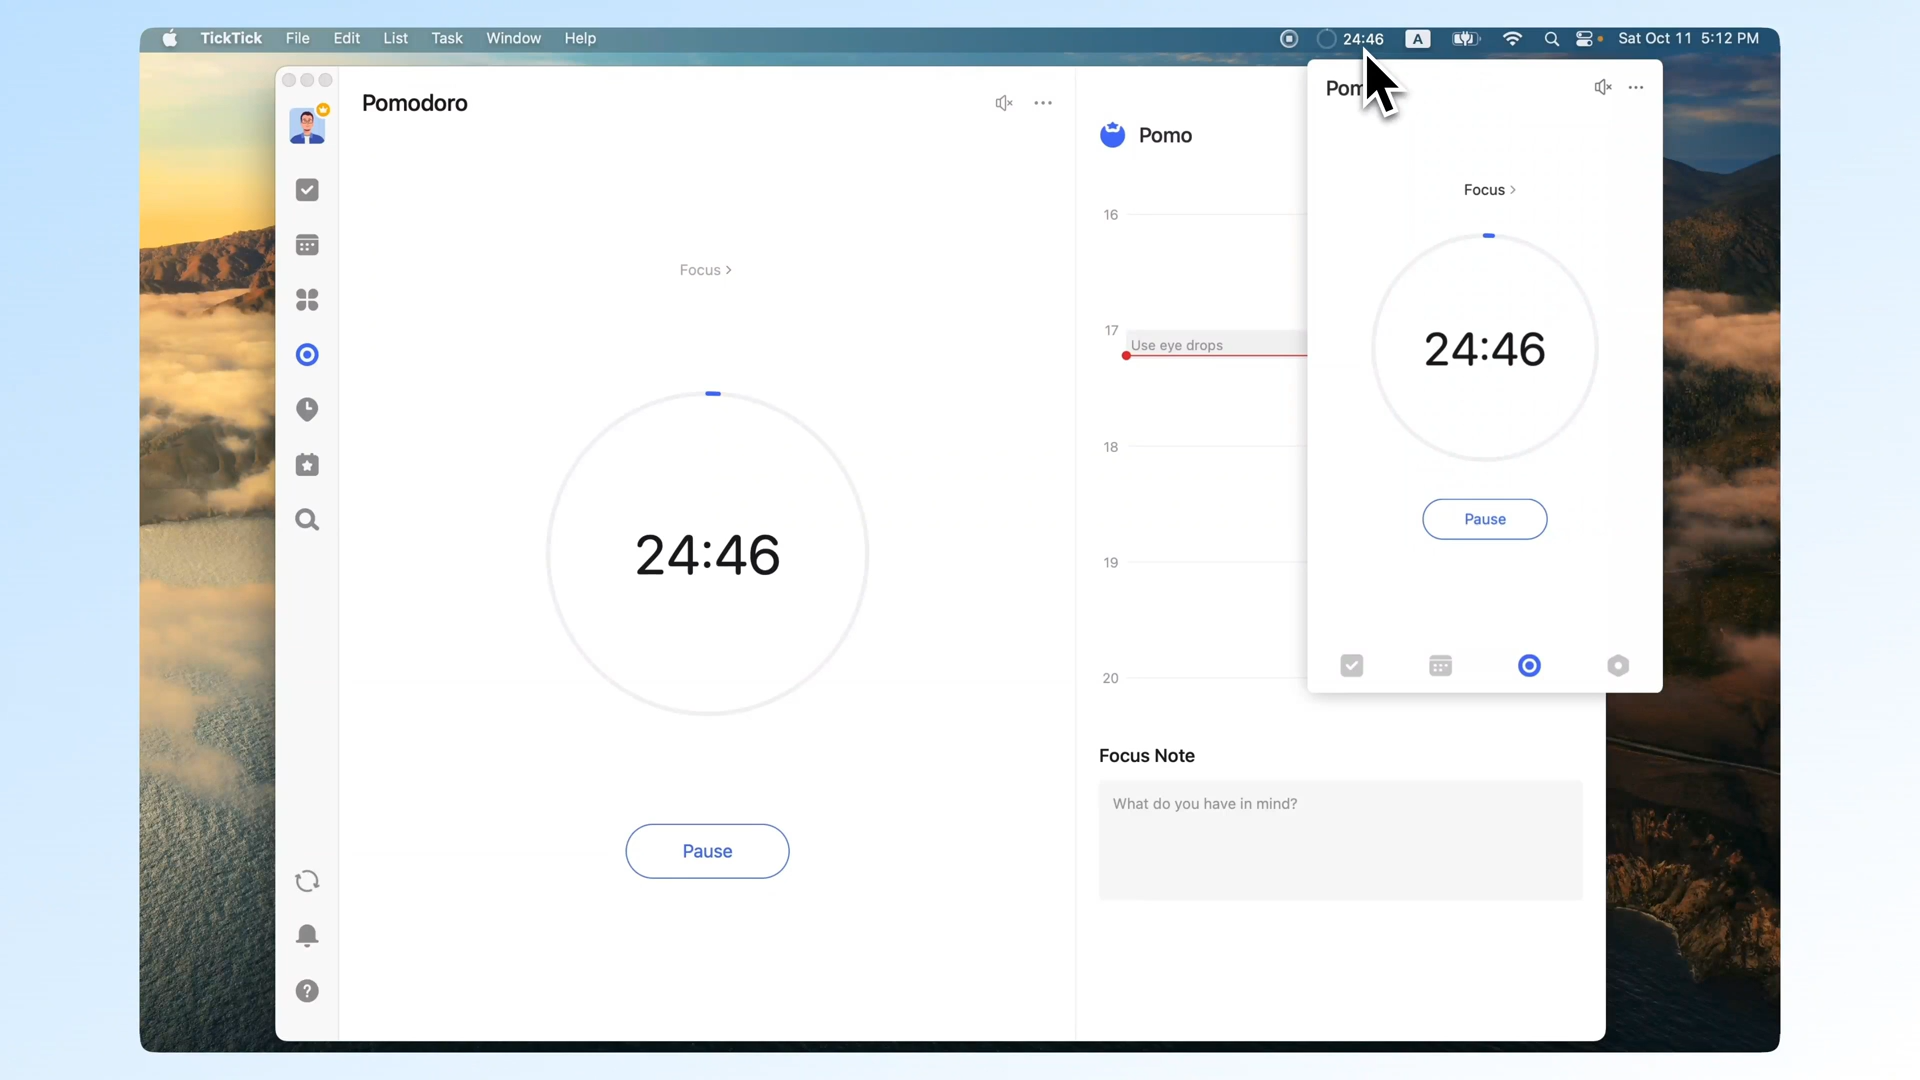 TickTick File Edit List Task Window Help
24:46 A Sat Oct 11 5:12 PM
Pomodoro
Focus >
24:46
Pause
Pomo
16
17
Use eye drops
18
19
20
Focus Note
What do you have in mind?
Focus >
24:46
Pause